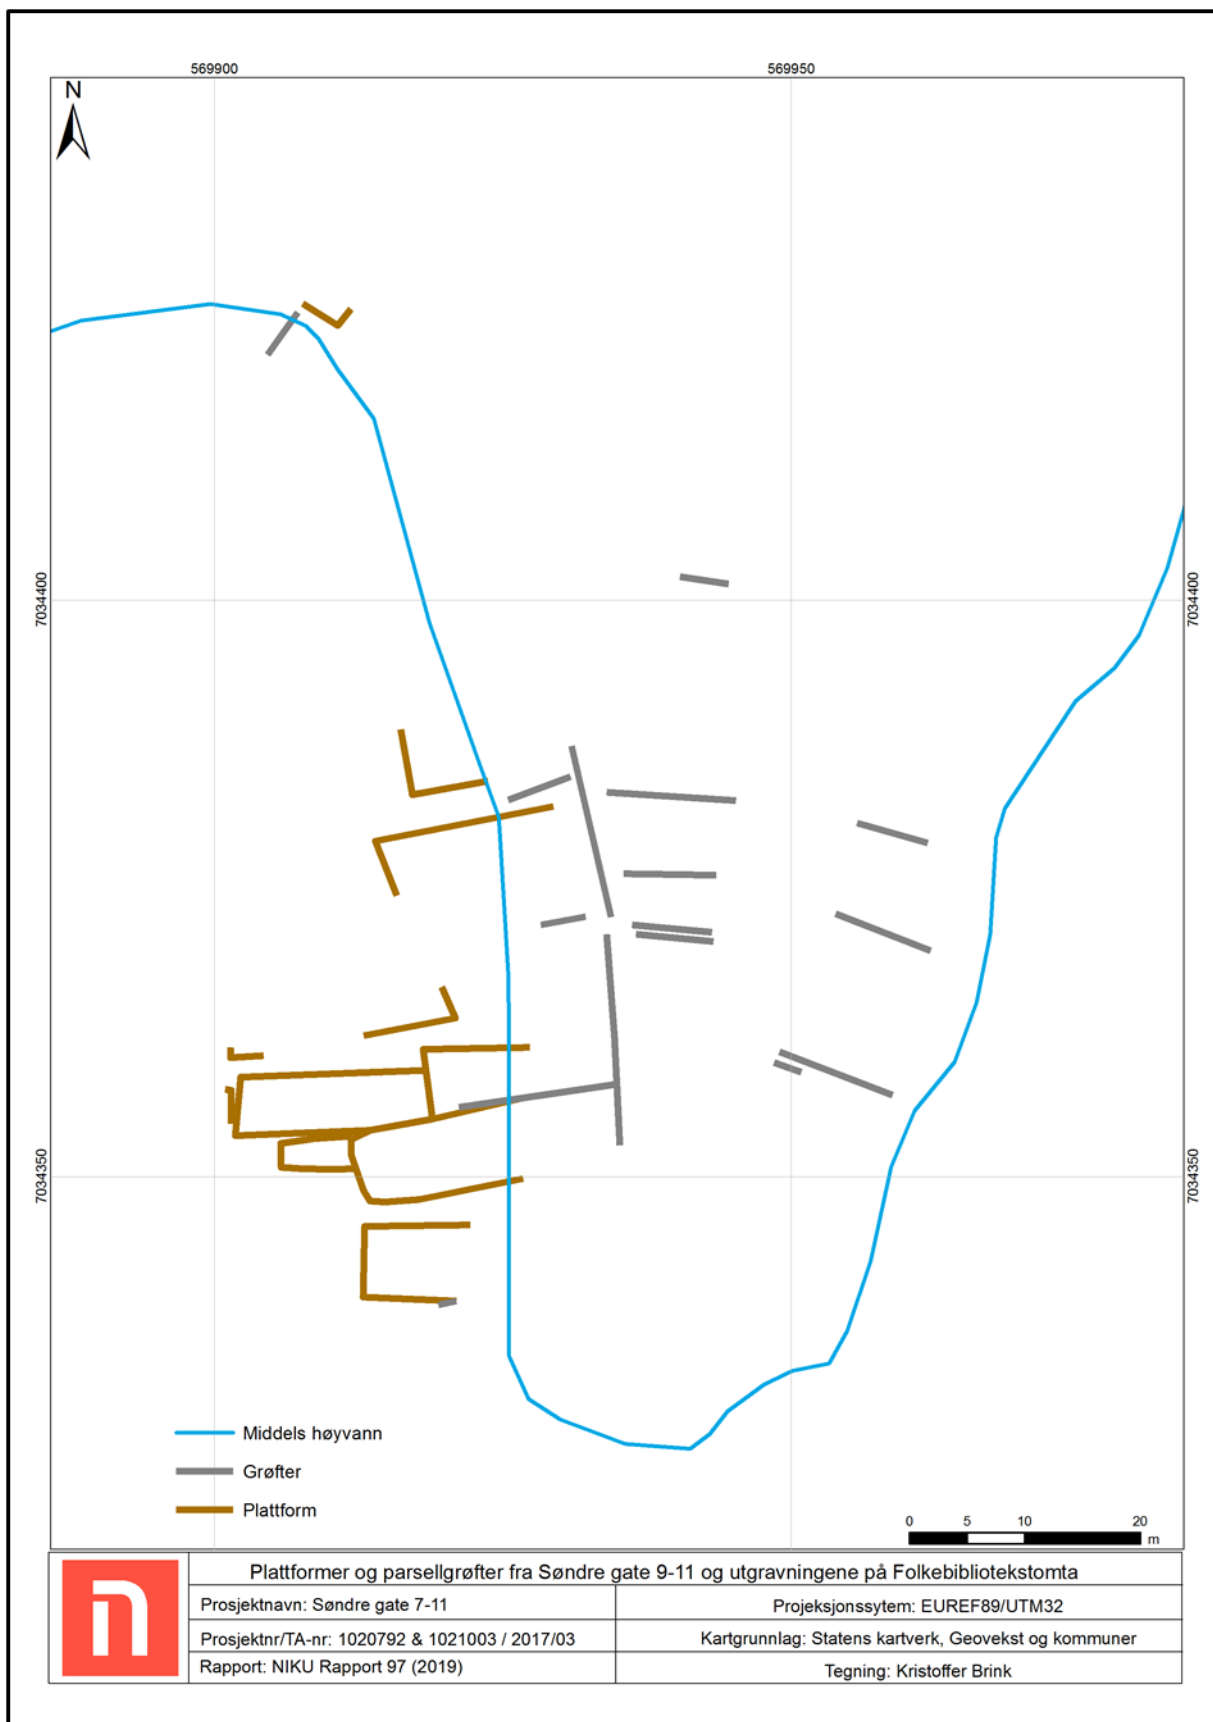 569900
569950
N
7034400
7034400
7034350
7034350
Middels høyvann
Grøfter
Plattform
0 5 10 20
m
Plattformer og parsellgrøfter fra Søndre gate 9-11 og utgravningene på Folkebibliotekstomta
Prosjektnavn: Søndre gate 7-11
Projeksjonssytem: EUREF89/UTM32
Prosjektnr/TA-nr: 1020792 & 1021003 / 2017/03
Kartgrunnlag: Statens kartverk, Geovekst og kommuner
Rapport: NIKU Rapport 97 (2019)
Tegning: Kristoffer Brink